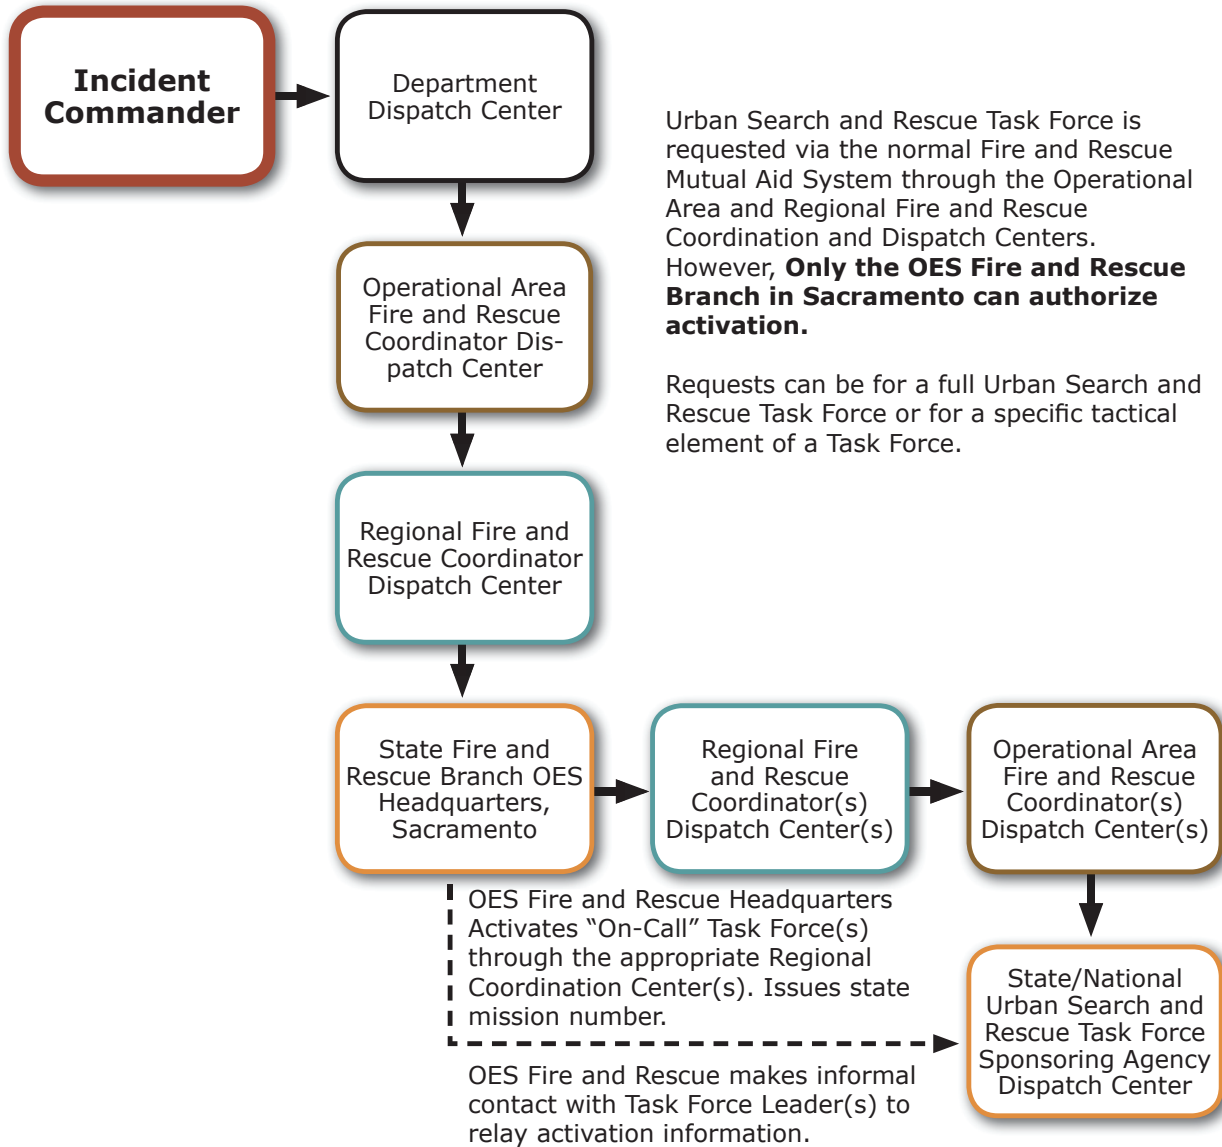 Incident
Commander
Department
Dispatch Center
Urban Search and Rescue Task Force is
requested via the normal Fire and Rescue
Mutual Aid System through the Operational
Area and Regional Fire and Rescue
Coordination and Dispatch Centers.
However, Only the OES Fire and Rescue
Branch in Sacramento can authorize
activation.
Requests can be for a full Urban Search and
Rescue Task Force or for a specific tactical
element of a Task Force.
Operational Area
Fire and Rescue
Coordinator Dis-
patch Center
Regional Fire and
Rescue Coordinator
Dispatch Center
State Fire and
Rescue Branch OES
Headquarters,
Sacramento
Regional Fire
and Rescue
Coordinator(s)
Dispatch Center(s)
Operational Area
Fire and Rescue
Coordinator(s)
Dispatch Center(s)
OES Fire and Rescue Headquarters
Activates “On-Call” Task Force(s)
through the appropriate Regional
Coordination Center(s). Issues state
mission number.
State/National
Urban Search and
Rescue Task Force
Sponsoring Agency
Dispatch Center
OES Fire and Rescue makes informal
contact with Task Force Leader(s) to
relay activation information.